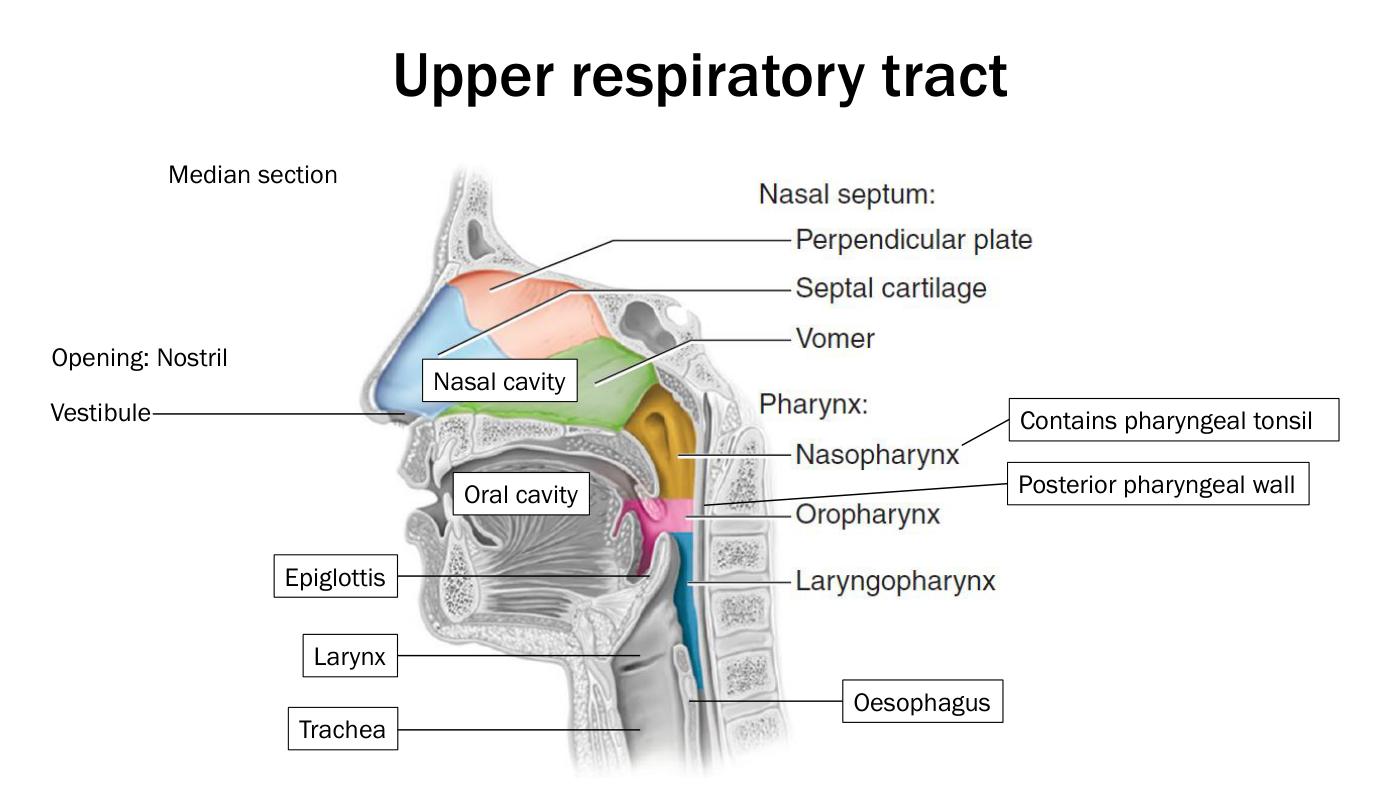 Upper respiratory tract
Median section
Nasal septum:
Perpendicular plate
Septal cartilage
Vomer
Opening: Nostril
Nasal cavity
Vestibule
Pharynx:
Contains pharyngeal tonsil
Nasopharynx
Posterior pharyngeal wall
Oral cavity
Oropharynx
Epiglottis
Laryngopharynx
Larynx
Oesophagus
Trachea